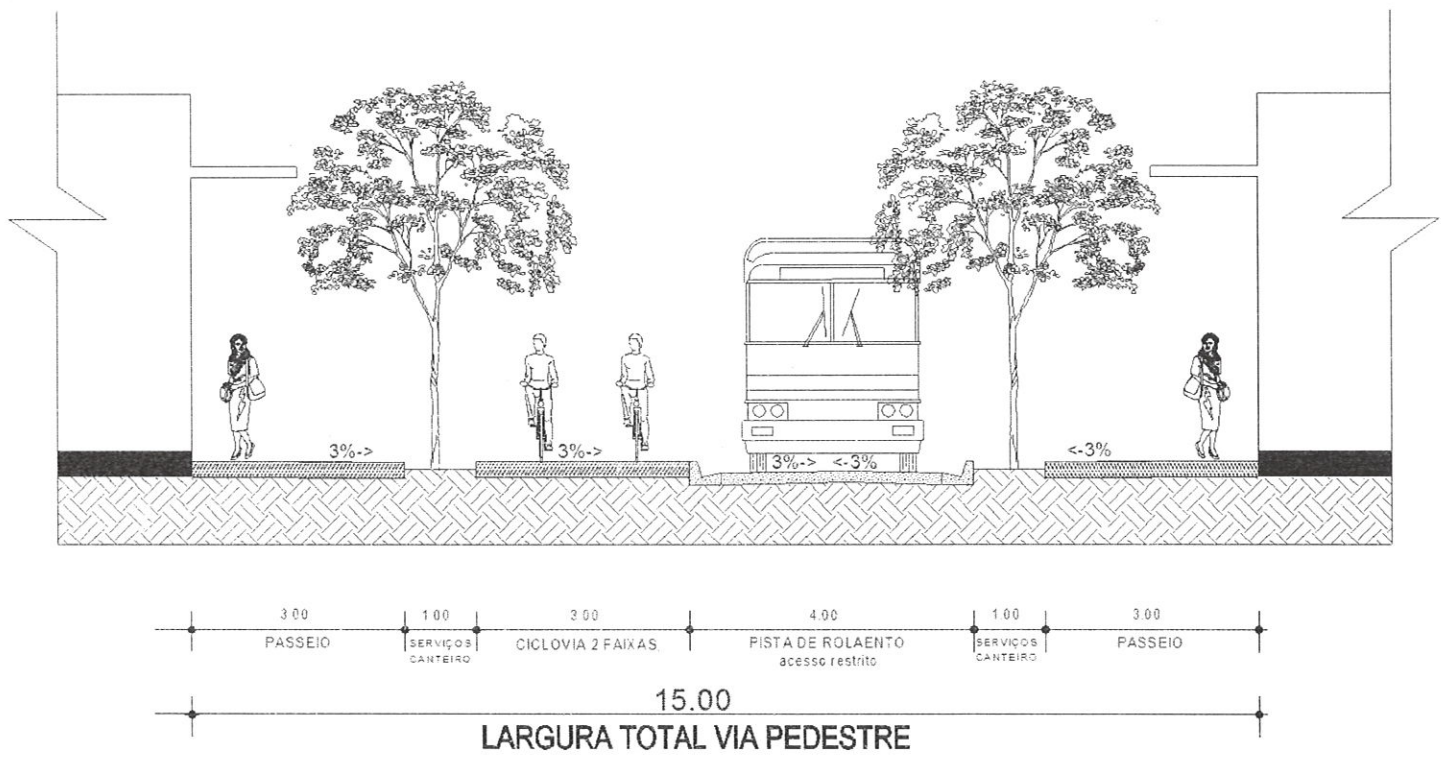 3%->
3%->
3%-> <-3%
<-3%
3.00 1.00 3.00 4.00 1.00 3.00
PASSEIO
SERVIÇOS
CANTEIRO
CICLOVIA 2 FAIXAS
PISTA DE ROLAENTO
acesso restrito
SERVIÇOS
CANTEIRO
PASSEIO
15.00
LARGURA TOTAL VIA PEDESTRE